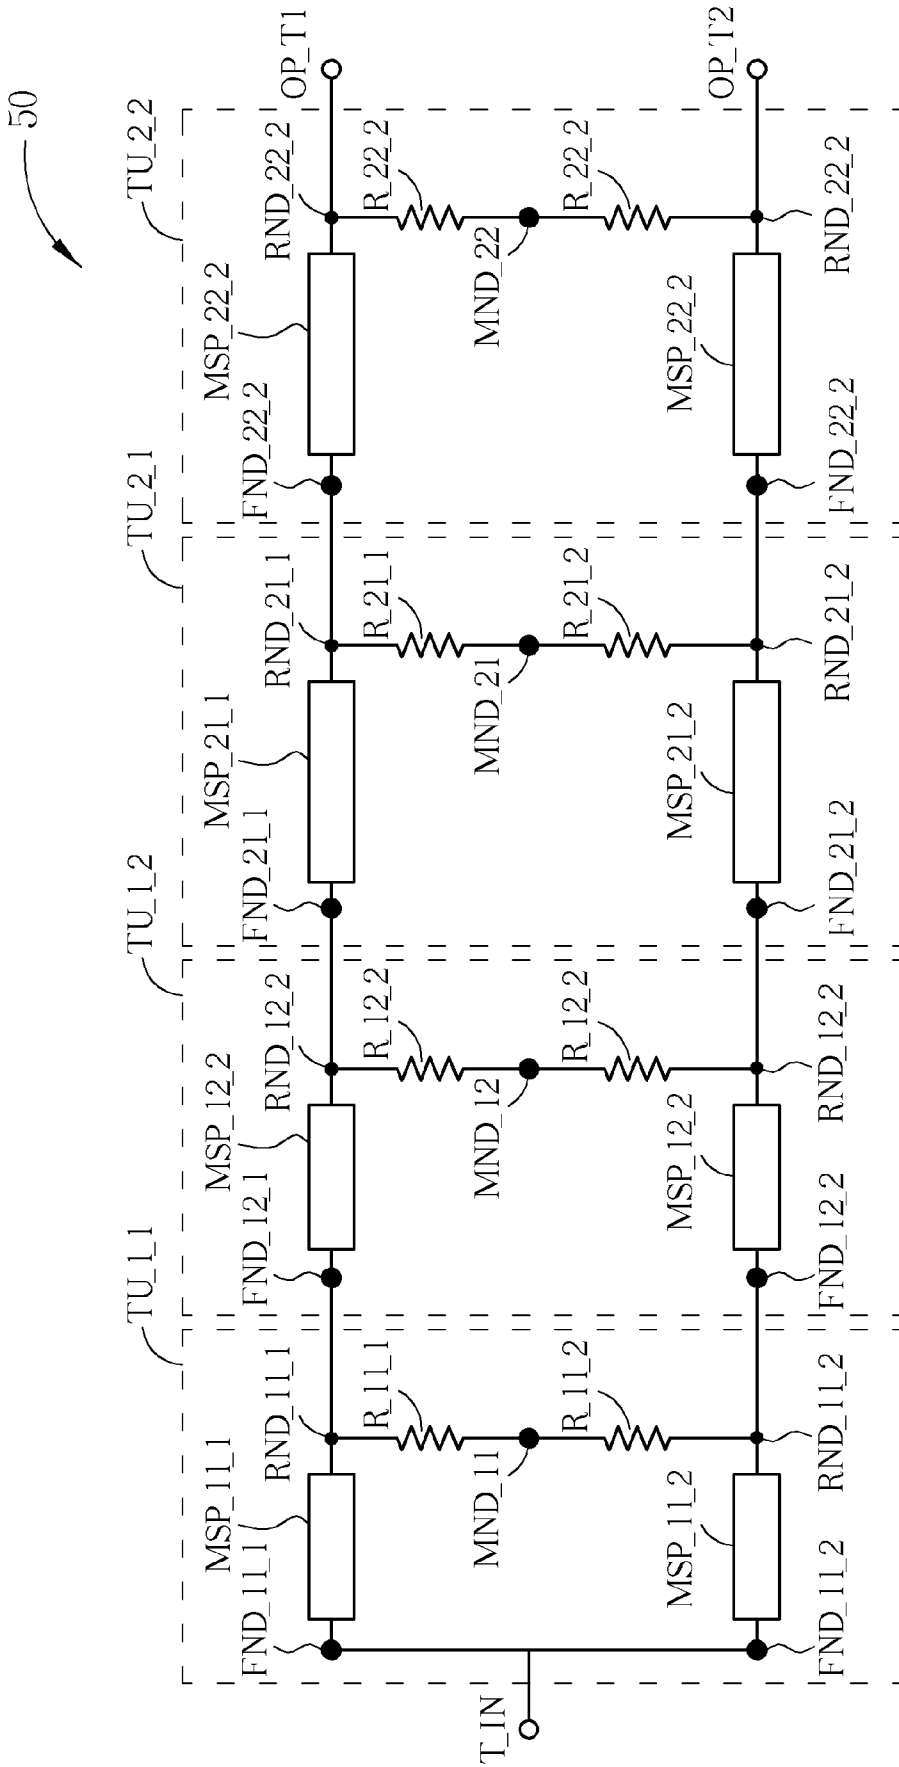 50
TU_1_1
TU_1_2
TU_2_1
TU_2_2
MSP_11_1
MSP_12_2
MSP_21_1
MSP_22_2
FND_11_1
RND_11_1
FND_12_1
RND_12_2
FND_21_1
RND_21_1
FND_22_2
RND_22_2
OP_T1
R_11_1
R_12_2
R_21_1
R_22_2
T_IN
MND_11
MND_12
MND_21
MND_22
R_11_2
R_12_2
R_21_2
R_22_2
MSP_11_2
MSP_12_2
MSP_21_2
MSP_22_2
OP_T2
FND_11_2
RND_11_2
FND_12_2
RND_12_2
FND_21_2
RND_21_2
FND_22_2
RND_22_2